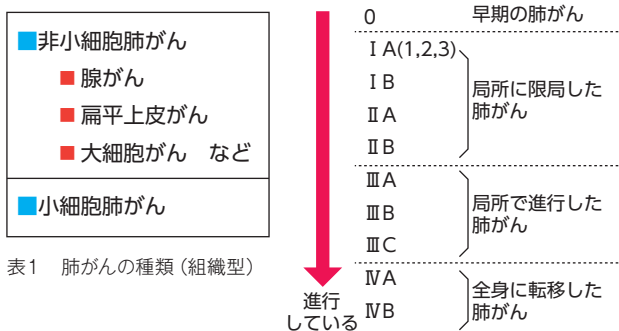 ■非小細胞肺がん
■腺がん
■扁平上皮がん
■大細胞がん　など
■小細胞肺がん
表1　肺がんの種類（組織型）
進行
している
0　早期の肺がん
ⅠA(1,2,3)
ⅠB
ⅡA
ⅡB
局所に限局した
肺がん
ⅢA
ⅢB
ⅢC
局所で進行した
肺がん
ⅣA
ⅣB
全身に転移した
肺がん